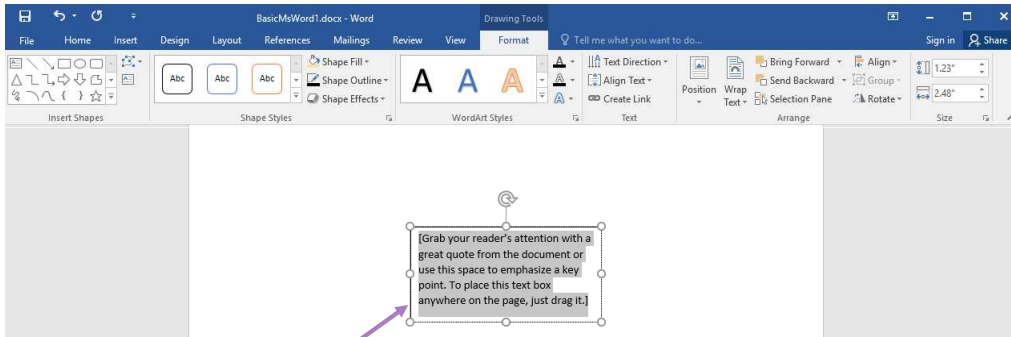 BasicMsWord1.docx - Word
Drawing Tools
File Home Insert Design Layout References Mailings Review View Format Tell me what you want to do... Sign in Share
Shape Fill
Shape Outline
Shape Effects
Abc Abc Abc
A A A
A
A
A
Text Direction
Align Text
Create Link
Position
Wrap
Text
Bring Forward
Send Backward
Selection Pane
Align
Group
Rotate
1.23"
2.48"
Insert Shapes Shape Styles WordArt Styles Text Arrange Size
[Grab your reader's attention with a
great quote from the document or
use this space to emphasize a key
point. To place this text box
anywhere on the page, just drag it.]